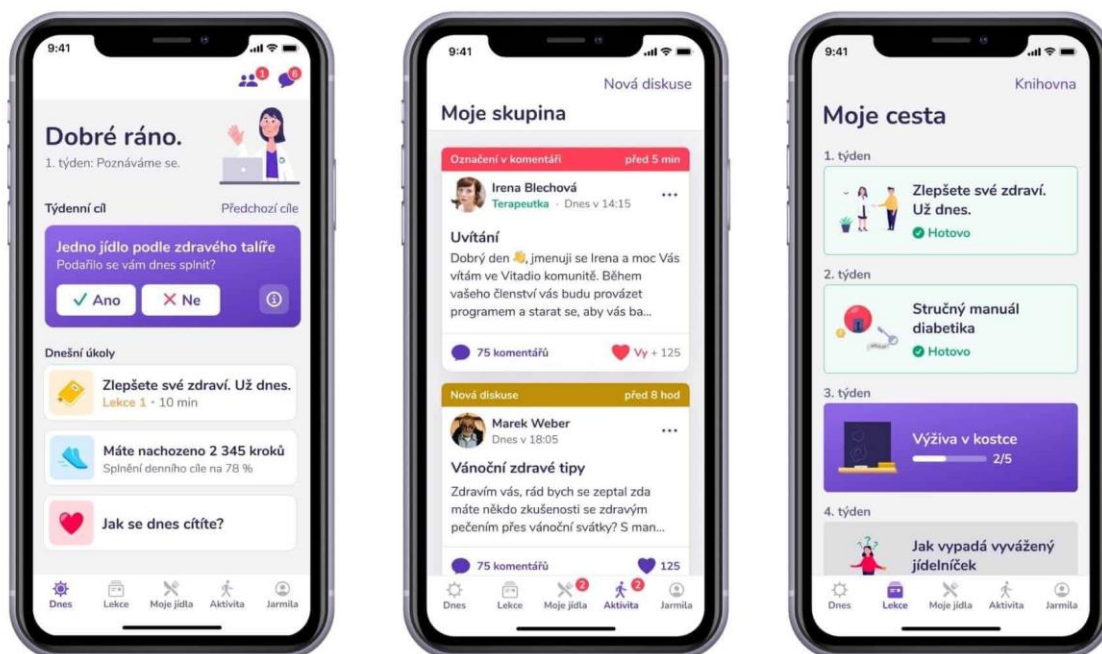 9:41
1
6
Dobré ráno.
1. týden: Poznáváme se.
Týdenní cíl
Předchozí cíle
Jedno jídlo podle zdravého talíře
Podařilo se vám dnes splnit?
Ano
Ne
Dnešní úkoly
Zlepšete své zdraví. Už dnes.
Lekce 1 • 10 min
Máte nachozeno 2 345 kroků
Splnění denního cíle na 78 %
Jak se dnes cítíte?
Dnes
Lekce
Moje jídla
Aktivita
Jarmila
9:41
Nová diskuse
Moje skupina
Označení v komentáři
před 5 min
Irena Blechová
Terapeutka · Dnes v 14:15
Uvítání
Dobrý den 👋, jmenuji se Irena a moc Vás
vítám ve Vitadio komunitě. Během
vašeho členství vás budu provázet
programem a starat se, aby vás ba...
75 komentářů
Vy + 125
Nová diskuse
před 8 hod
Marek Weber
Dnes v 18:05
Vánoční zdravé tipy
Zdravím vás, rád bych se zeptal zda
máte někdo zkušenosti se zdravým
pečením přes vánoční svátky? S man...
75 komentářů
125
2
2
Dnes
Lekce
Moje jídla
Aktivita
Jarmila
9:41
Knihovna
Moje cesta
1. týden
Zlepšete své zdraví.
Už dnes.
Hotovo
2. týden
Stručný manuál
diabetika
Hotovo
3. týden
Výživa v kostce
2/5
4. týden
Jak vypadá vyvážený
jídelníček
Dnes
Lekce
Moje jídla
Aktivita
Jarmila